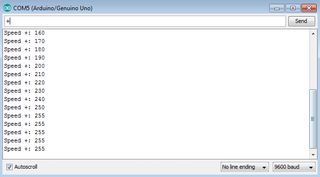 COM5 (Arduino/Genuino Uno)
+
Send
Speed +: 160
Speed +: 170
Speed +: 180
Speed +: 190
Speed +: 200
Speed +: 210
Speed +: 220
Speed +: 230
Speed +: 240
Speed +: 250
Speed +: 255
Speed +: 255
Speed +: 255
Speed +: 255
Speed +: 255
Autoscroll
No line ending
9600 baud